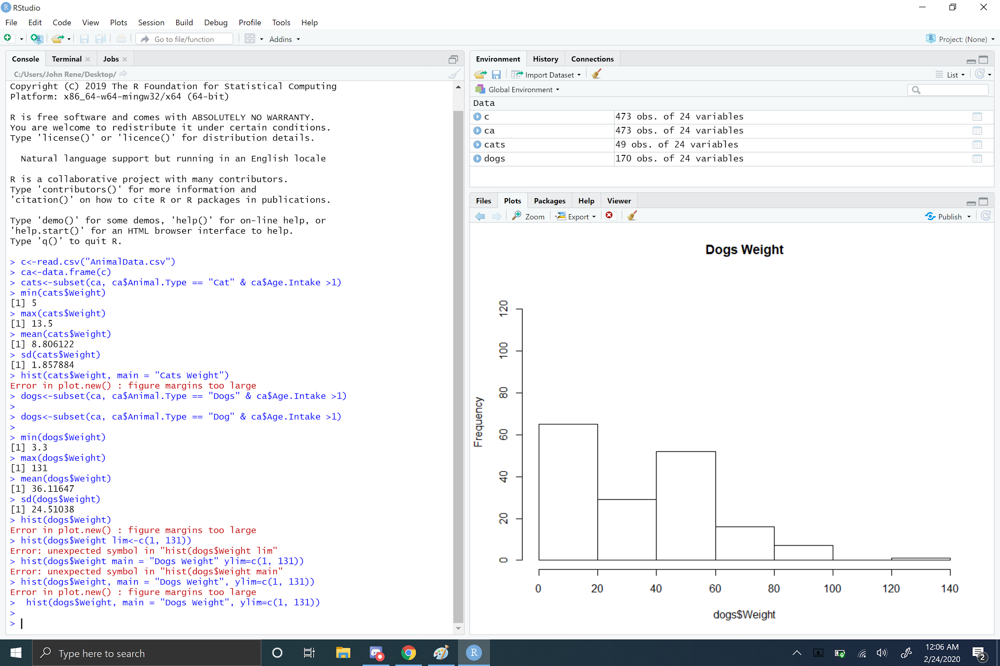 RStudio
File Edit Code View Plots Session Build Debug Profile Tools Help
Go to file/function
Addins
Project: (None)
Console Terminal Jobs
C:/Users/John Rene/Desktop/
Copyright (C) 2019 The R Foundation for Statistical Computing
Platform: x86_64-w64-mingw32/x64 (64-bit)
R is free software and comes with ABSOLUTELY NO WARRANTY.
You are welcome to redistribute it under certain conditions.
Type 'license()' or 'licence()' for distribution details.
Natural language support but running in an English locale
R is a collaborative project with many contributors.
Type 'contributors()' for more information and
'citation()' on how to cite R or R packages in publications.
Type 'demo()' for some demos, 'help()' for on-line help, or
'help.start()' for an HTML browser interface to help.
Type 'q()' to quit R.
> c<-read.csv("AnimalData.csv")
> ca<-data.frame(c)
> cats<-subset(ca, ca$Animal.Type == "Cat" & ca$Age.Intake >1)
> min(cats$Weight)
[1] 5
> max(cats$Weight)
[1] 13.5
> mean(cats$Weight)
[1] 8.806122
> sd(cats$Weight)
[1] 1.857884
> hist(cats$Weight, main = "Cats Weight")
Error in plot.new() : figure margins too large
> dogs<-subset(ca, ca$Animal.Type == "Dogs" & ca$Age.Intake >1)
>
> dogs<-subset(ca, ca$Animal.Type == "Dog" & ca$Age.Intake >1)
>
> min(dogs$Weight)
[1] 3.3
> max(dogs$Weight)
[1] 131
> mean(dogs$Weight)
[1] 36.11647
> sd(dogs$Weight)
[1] 24.51038
> hist(dogs$Weight)
Error in plot.new() : figure margins too large
> hist(dogs$Weight lim<-c(1, 131))
Error: unexpected symbol in "hist(dogs$Weight lim"
> hist(dogs$Weight main = "Dogs Weight" ylim=c(1, 131))
Error: unexpected symbol in "hist(dogs$Weight main"
> hist(dogs$Weight, main = "Dogs Weight", ylim=c(1, 131))
Error in plot.new() : figure margins too large
>  hist(dogs$Weight, main = "Dogs Weight", ylim=c(1, 131))
>
>
Environment History Connections
Import Dataset
List
Global Environment
Data
c 473 obs. of 24 variables
ca 473 obs. of 24 variables
cats 49 obs. of 24 variables
dogs 170 obs. of 24 variables
Files Plots Packages Help Viewer
Zoom Export
Publish
Dogs Weight
Frequency
120
100
80
60
40
20
0
0 20 40 60 80 100 120 140
dogs$Weight
Type here to search
R
12:06 AM
2/24/2020
2